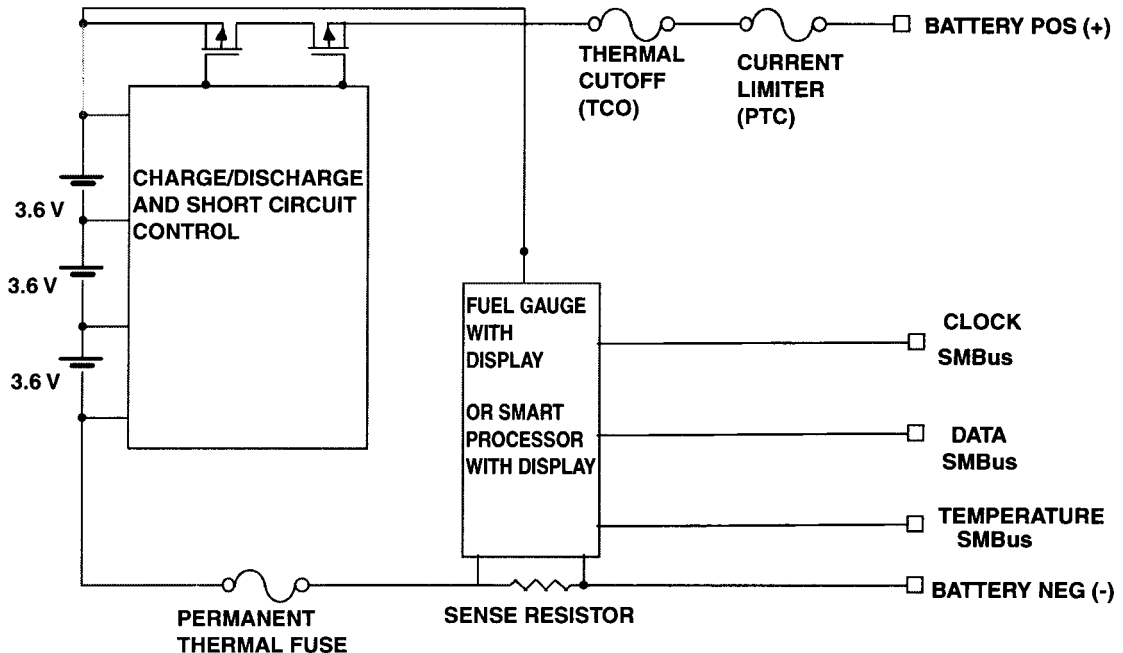 BATTERY POS (+)
THERMAL
CUTOFF
(TCO)
CURRENT
LIMITER
(PTC)
CHARGE/DISCHARGE
AND SHORT CIRCUIT
CONTROL
3.6 V
3.6 V
3.6 V
FUEL GAUGE
WITH
DISPLAY
OR SMART
PROCESSOR
WITH DISPLAY
CLOCK
SMBus
DATA
SMBus
TEMPERATURE
SMBus
BATTERY NEG (-)
SENSE RESISTOR
PERMANENT
THERMAL FUSE